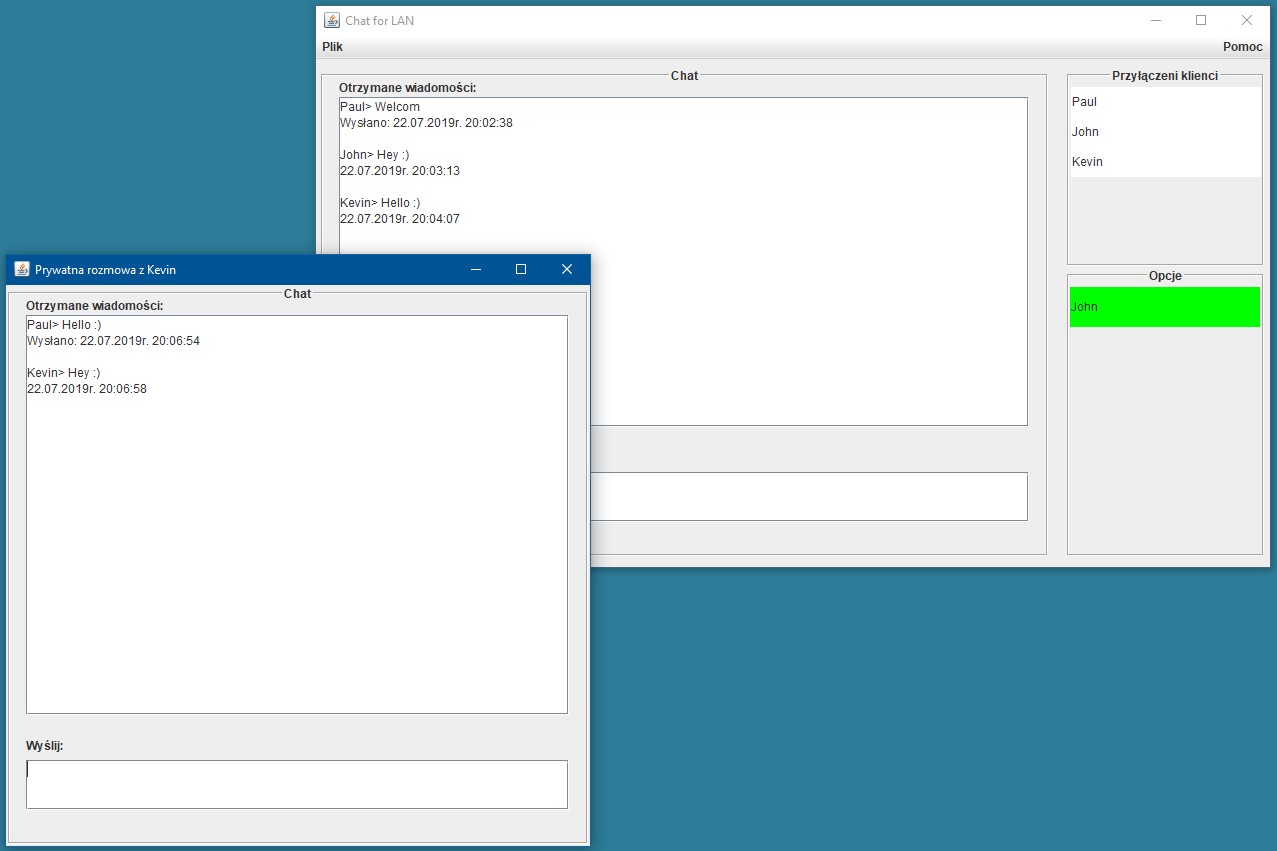 Chat for LAN
Plik
Pomoc
Chat
Otrzymane wiadomości:
Paul> Welcom
Wysłano: 22.07.2019r. 20:02:38
John> Hey :)
22.07.2019r. 20:03:13
Kevin> Hello :)
22.07.2019r. 20:04:07
Przyłączeni klienci
Paul
John
Kevin
Opcje
John
Prywatna rozmowa z Kevin
Chat
Otrzymane wiadomości:
Paul> Hello :)
Wysłano: 22.07.2019r. 20:06:54
Kevin> Hey :)
22.07.2019r. 20:06:58
Wyślij: